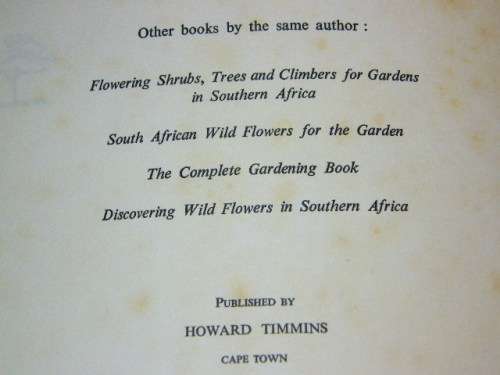 Other books by the same author :
Flowering Shrubs, Trees and Climbers for Gardens
in Southern Africa
South African Wild Flowers for the Garden
The Complete Gardening Book
Discovering Wild Flowers in Southern Africa
PUBLISHED BY
HOWARD TIMMINS
CAPE TOWN